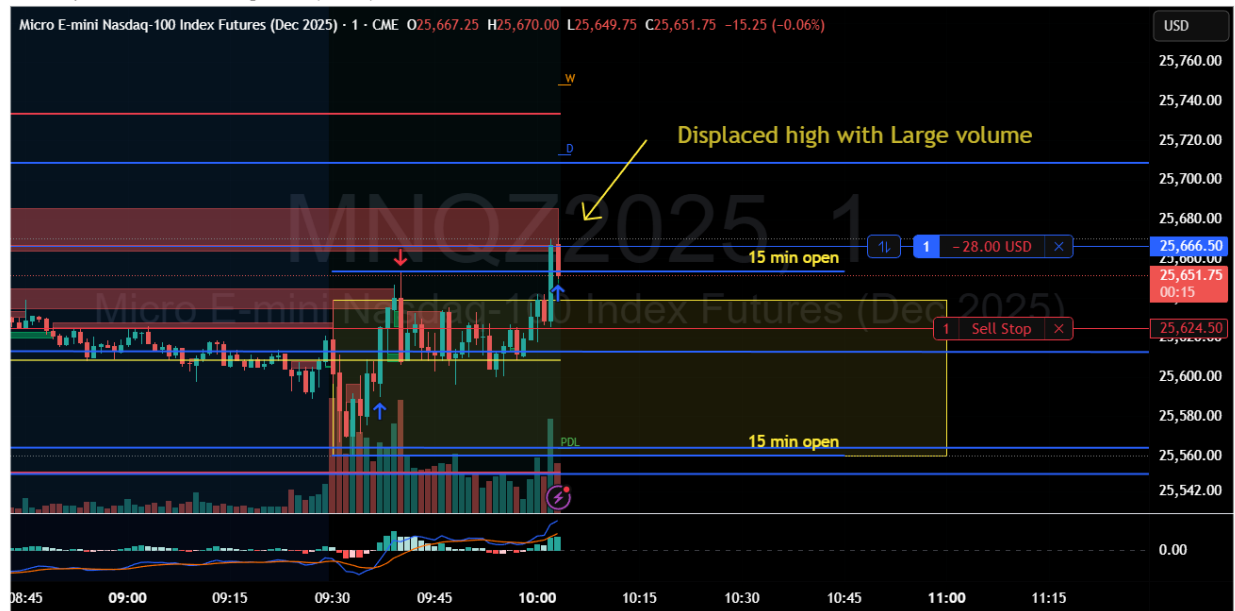 Micro E-mini Nasdaq-100 Index Futures (Dec 2025) · 1 · CME O25,667.25 H25,670.00 L25,649.75 C25,651.75 −15.25 (−0.06%)
USD
25,760.00
W
25,740.00
Displaced high with Large volume
25,720.00
D
25,700.00
MNQZ2025, 1
25,680.00
1 −28.00 USD ×
25,666.50
25,660.00
15 min open
25,651.75
00:15
Micro E-mini Nasdaq-100 Index Futures (Dec 2025)
1 Sell Stop ×
25,624.50
25,600.00
25,580.00
15 min open
PDL
25,560.00
25,542.00
0.00
08:45 09:00 09:15 09:30 09:45 10:00 10:15 10:30 10:45 11:00 11:15